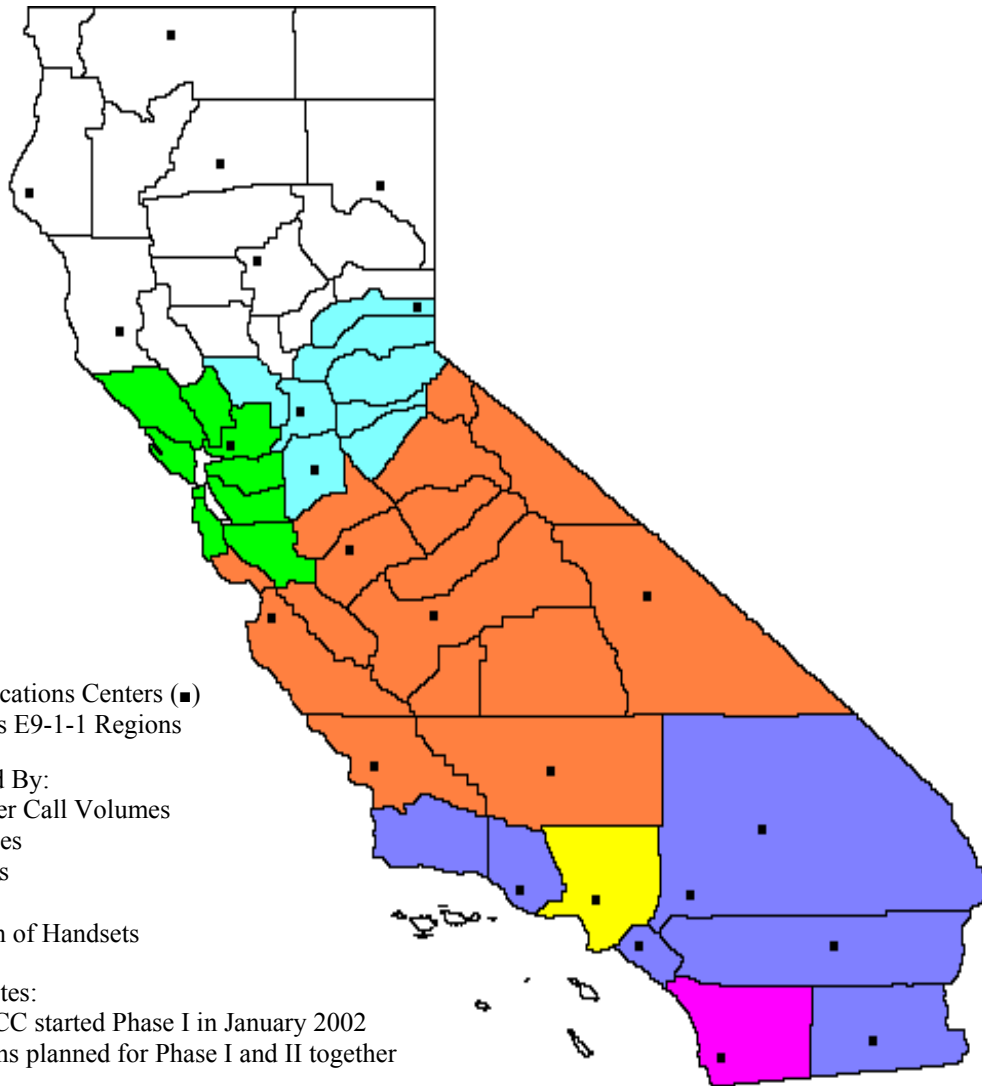 cations Centers (▪)
s E9-1-1 Regions
d By:
er Call Volumes
es
s
n of Handsets
tes:
CC started Phase I in January 2002
ns planned for Phase I and II together